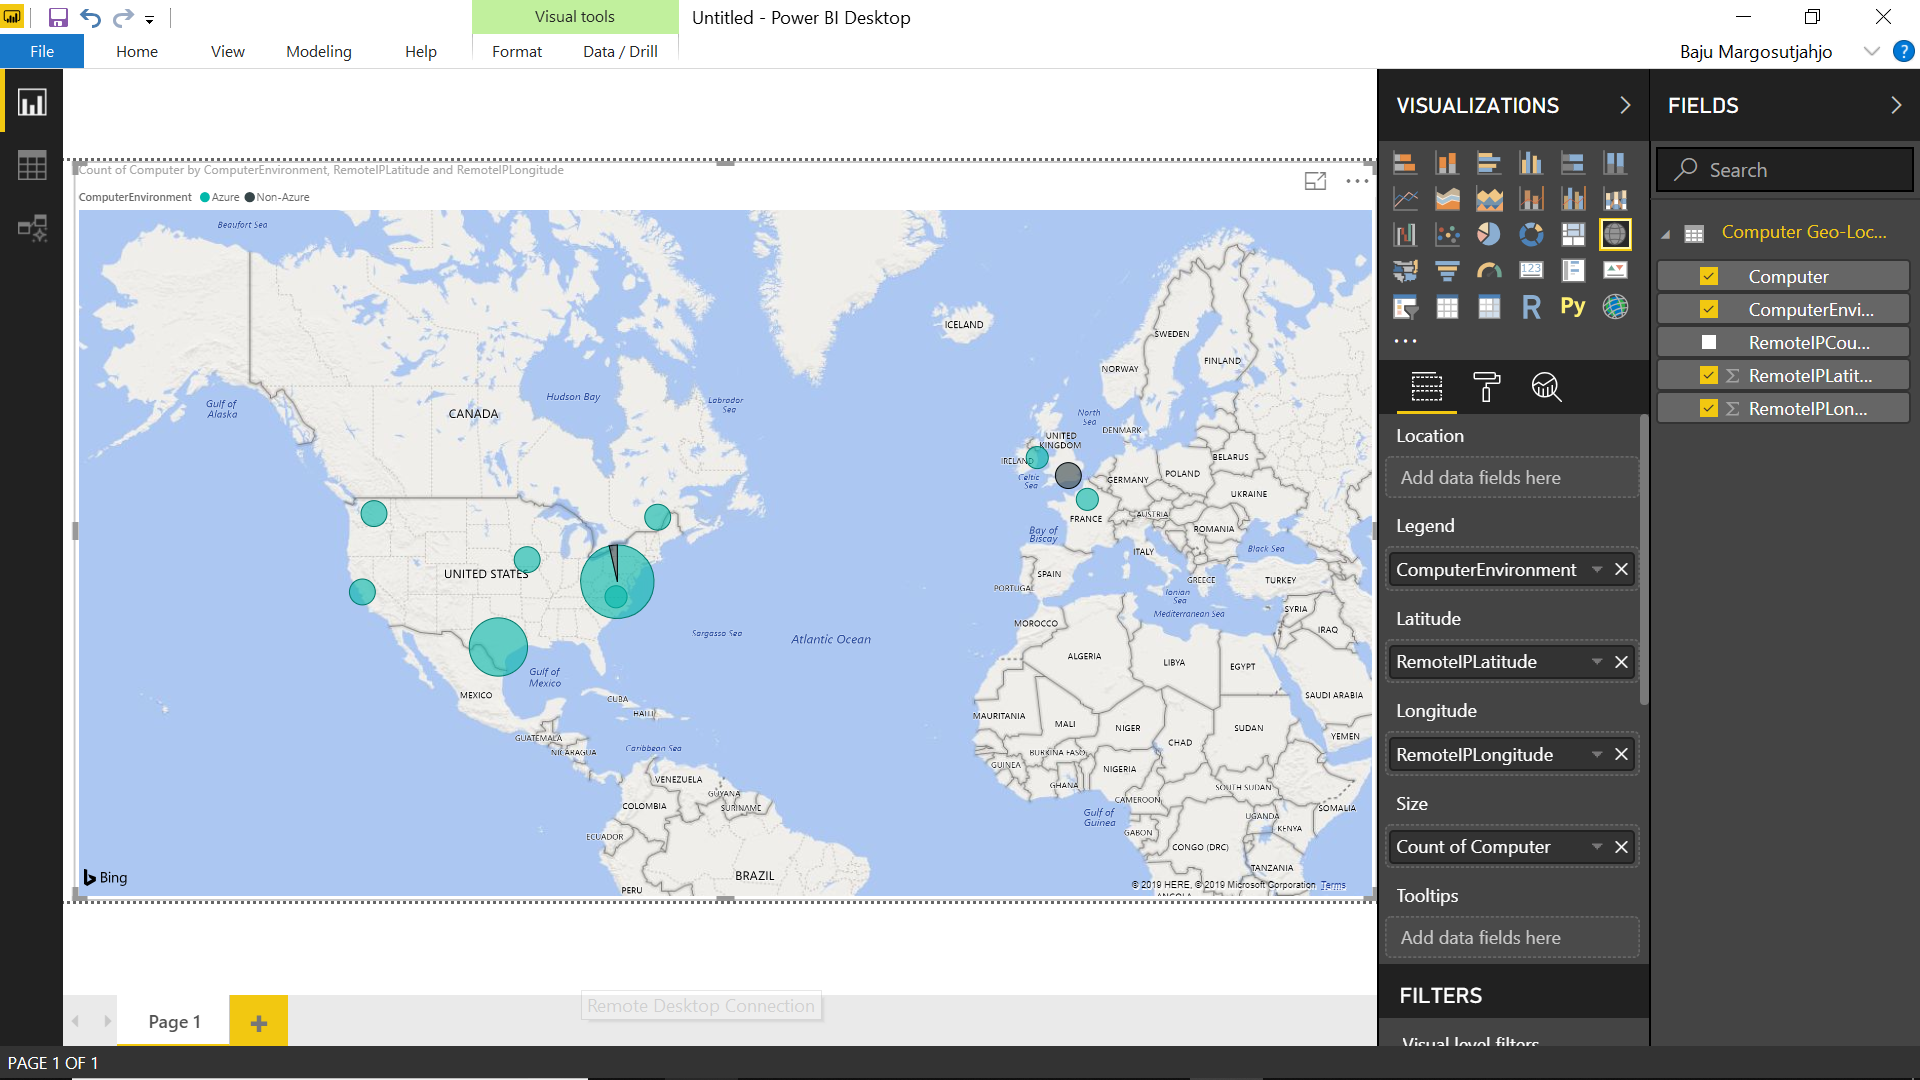 Visual tools
Untitled - Power BI Desktop
File
Home
View
Modeling
Help
Format
Data / Drill
Baju Margosutjahjo
?
Count of Computer by ComputerEnvironment, RemoteIPLatitude and RemoteIPLongitude
ComputerEnvironment Azure Non-Azure
Beaufort Sea
ICELAND
SWEDEN
FINLAND
NORWAY
Gulf of
Alaska
CANADA
Hudson Bay
Labrador
Sea
North
Sea
DENMARK
UNITED
KINGDOM
IRELAND
BELARUS
Celtic
Sea
GERMANY
POLAND
UKRAINE
FRANCE
AUSTRIA
ROMANIA
Bay of
Biscay
ITALY
Black Sea
UNITED STATES
SPAIN
PORTUGAL
GREECE
TURKEY
Ionian
Sea
Mediterranean Sea
SYRIA
MOROCCO
IRAQ
Sargasso Sea
Atlantic Ocean
ALGERIA
LIBYA
EGYPT
Gulf of
Mexico
MEXICO
CUBA
HAITI
SAUDI ARABIA
MAURITANIA
MALI
NIGER
SUDAN
CHAD
YEMEN
GUATEMALA
NICARAGUA
Caribbean Sea
BURKINA FASO
GUINEA
NIGERIA
VENEZUELA
GUYANA
SURINAME
COLOMBIA
GHANA
SOUTH SUDAN
CAMEROON
SOMALIA
Gulf of
Guinea
UGANDA
KENYA
GABON
ECUADOR
CONGO (DRC)
TANZANIA
BRAZIL
PERU
ANGOLA
Bing
© 2019 HERE, © 2019 Microsoft Corporation Terms
Remote Desktop Connection
Page 1
+
PAGE 1 OF 1
VISUALIZATIONS
123
R
Py
Location
Add data fields here
Legend
ComputerEnvironment
Latitude
RemoteIPLatitude
Longitude
RemoteIPLongitude
Size
Count of Computer
Tooltips
Add data fields here
FILTERS
Visual level filters
FIELDS
Search
Computer Geo-Loc...
Computer
ComputerEnvi...
RemoteIPCou...
Σ RemoteIPLatit...
Σ RemoteIPLon...